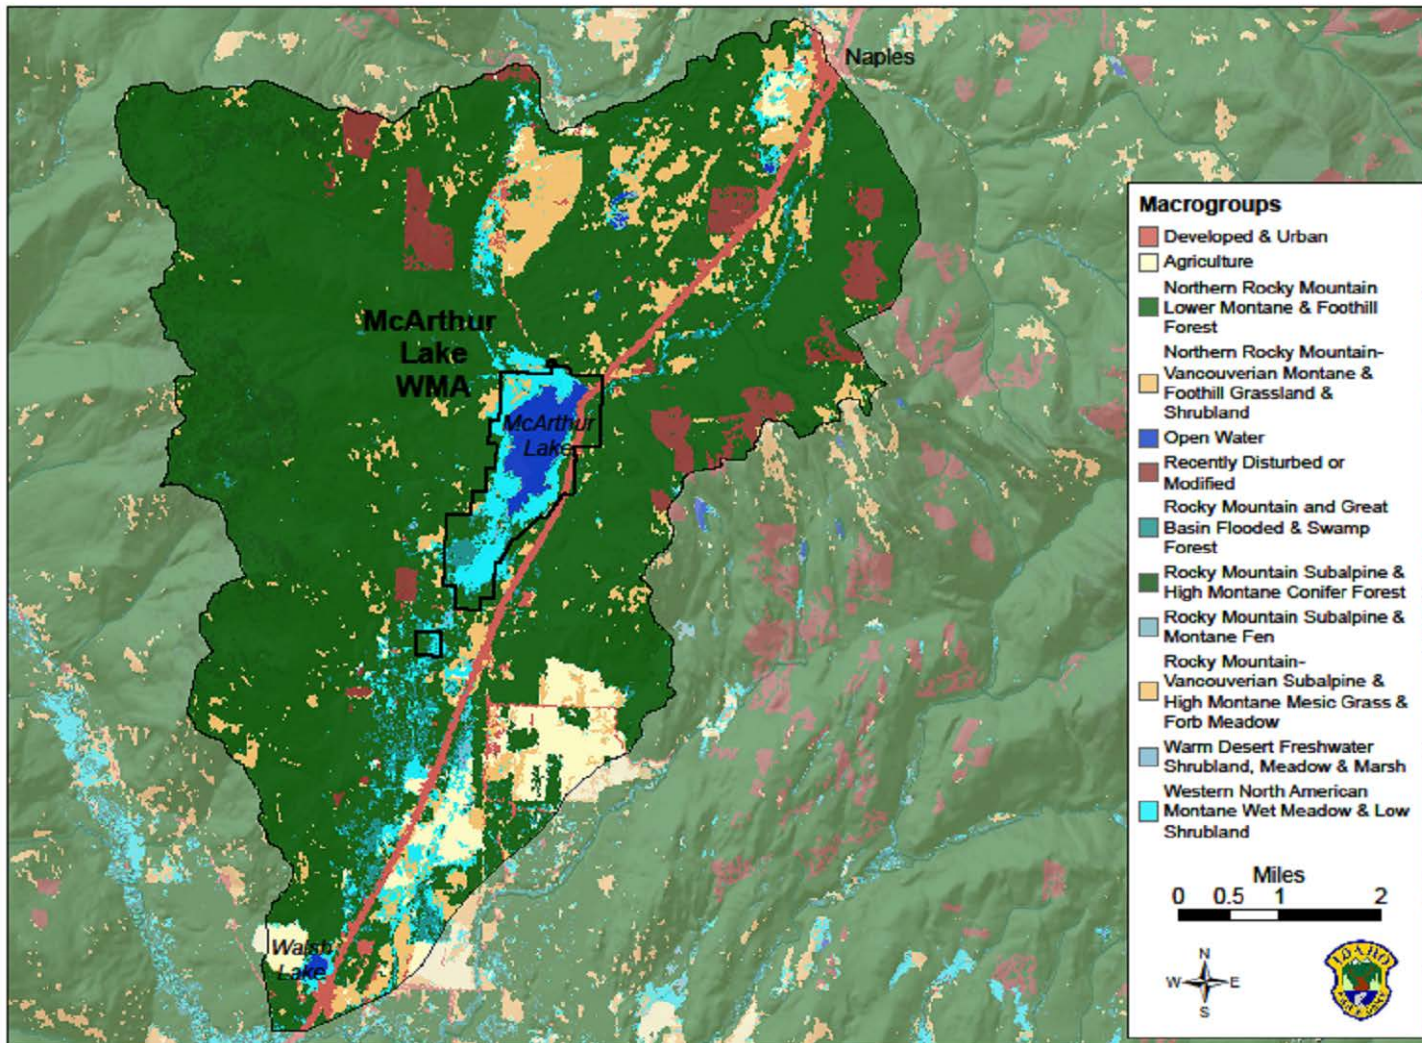 Naples
McArthur
Lake
WMA
McArthur
Lake
Walsh
Lake
Macrogroups
Developed & Urban
Agriculture
Northern Rocky Mountain
Lower Montane & Foothill
Forest
Northern Rocky Mountain-
Vancouverian Montane &
Foothill Grassland &
Shrubland
Open Water
Recently Disturbed or
Modified
Rocky Mountain and Great
Basin Flooded & Swamp
Forest
Rocky Mountain Subalpine &
High Montane Conifer Forest
Rocky Mountain Subalpine &
Montane Fen
Rocky Mountain-
Vancouverian Subalpine &
High Montane Mesic Grass &
Forb Meadow
Warm Desert Freshwater
Shrubland, Meadow & Marsh
Western North American
Montane Wet Meadow & Low
Shrubland
Miles
0 0.5 1 2
N
W E
S
IDAHO
FISH & GAME